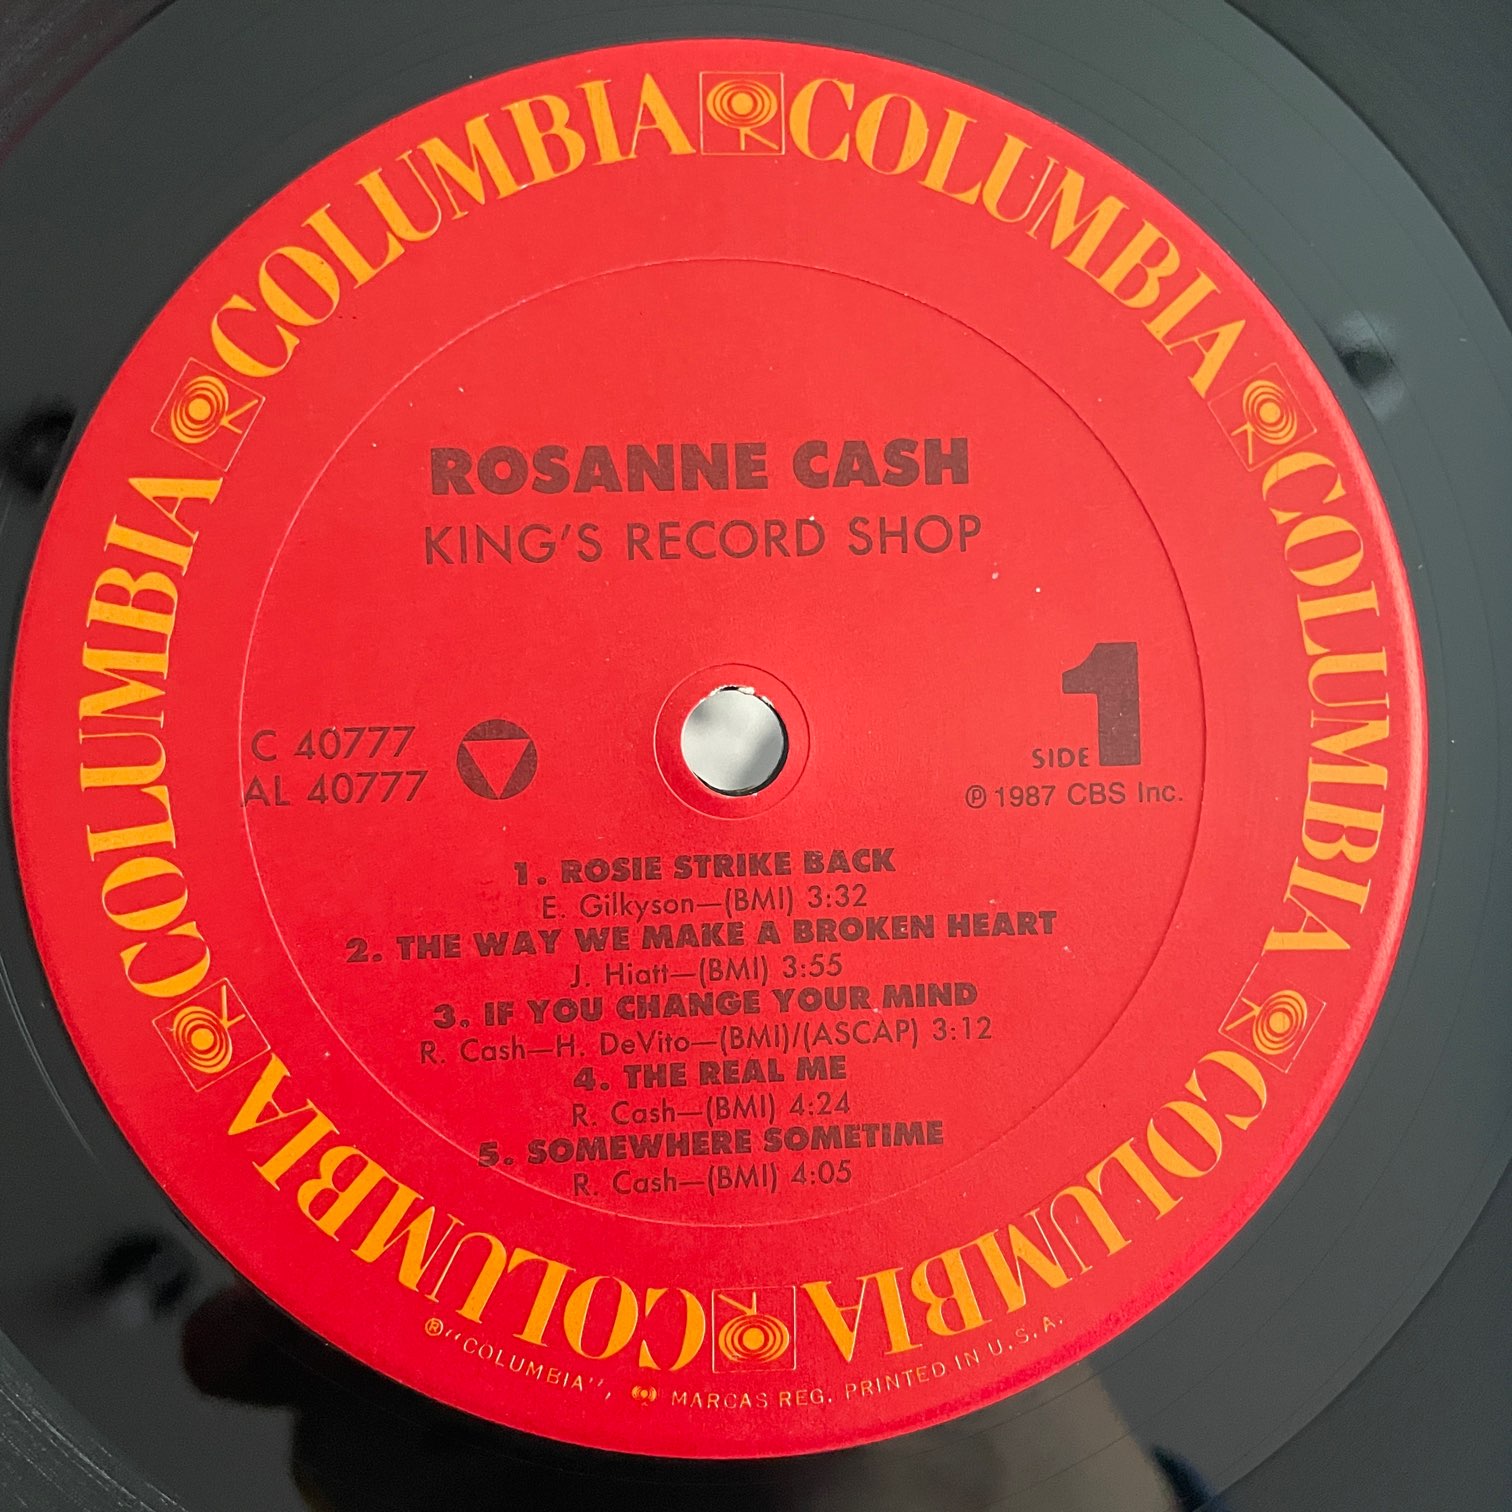 COLUMBIA COLUMBIA COLUMBIA COLUMBIA COLUMBIA COLUMBIA
ROSANNE CASH
KING'S RECORD SHOP
C 40777
AL 40777
SIDE 1
℗ 1987 CBS Inc.
1. ROSIE STRIKE BACK
E. Gilkyson—(BMI) 3:32
2. THE WAY WE MAKE A BROKEN HEART
J. Hiatt—(BMI) 3:55
3. IF YOU CHANGE YOUR MIND
R. Cash—H. DeVito—(BMI)/(ASCAP) 3:12
4. THE REAL ME
R. Cash—(BMI) 4:24
5. SOMEWHERE SOMETIME
R. Cash—(BMI) 4:05
® "COLUMBIA", MARCAS REG. PRINTED IN U.S.A.